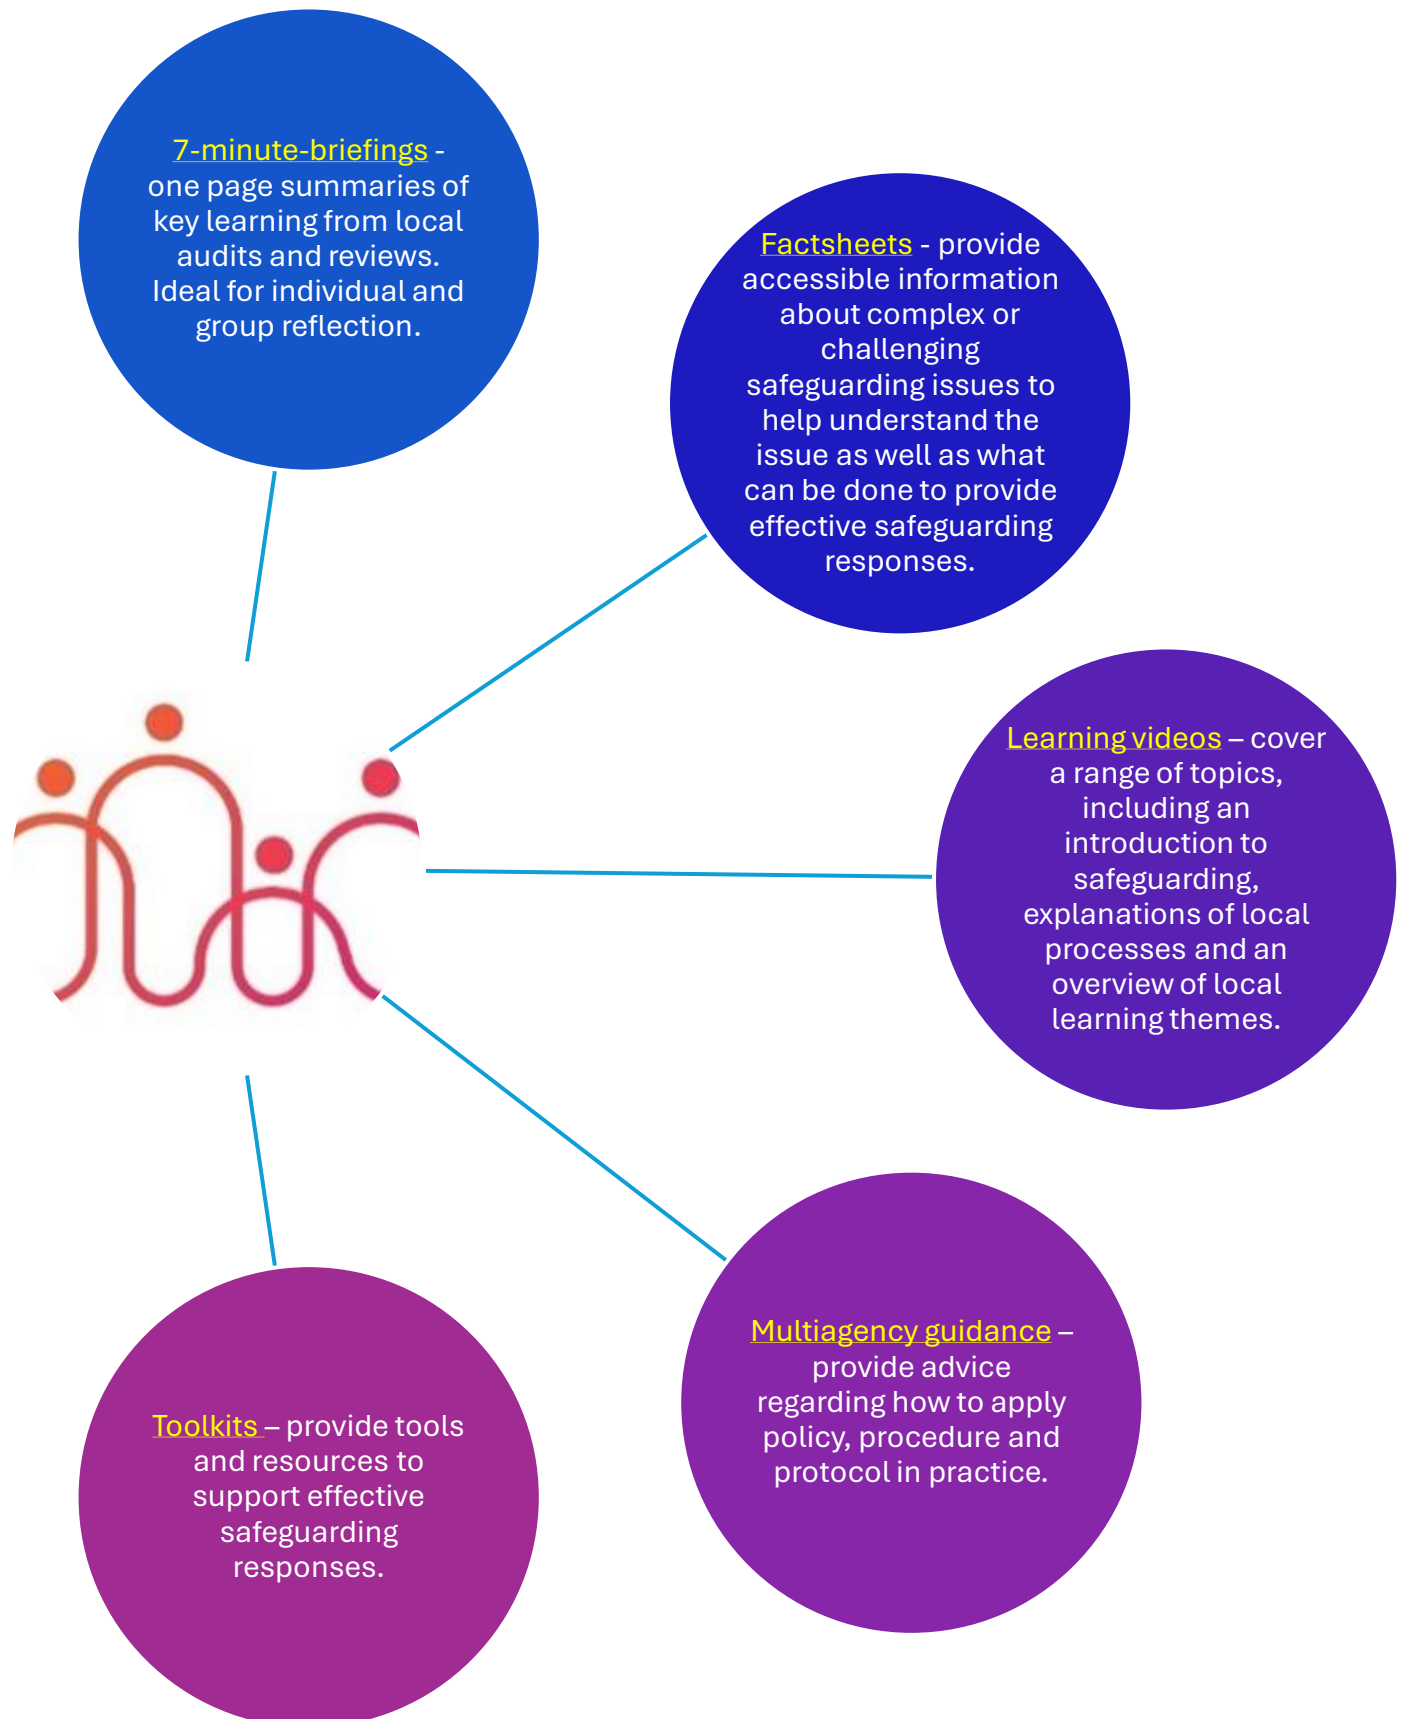 7-minute-briefings -
one page summaries of
key learning from local
audits and reviews.
Ideal for individual and
group reflection.
Factsheets - provide
accessible information
about complex or
challenging
safeguarding issues to
help understand the
issue as well as what
can be done to provide
effective safeguarding
responses.
Learning videos – cover
a range of topics,
including an
introduction to
safeguarding,
explanations of local
processes and an
overview of local
learning themes.
Multiagency guidance –
provide advice
regarding how to apply
policy, procedure and
protocol in practice.
Toolkits – provide tools
and resources to
support effective
safeguarding
responses.